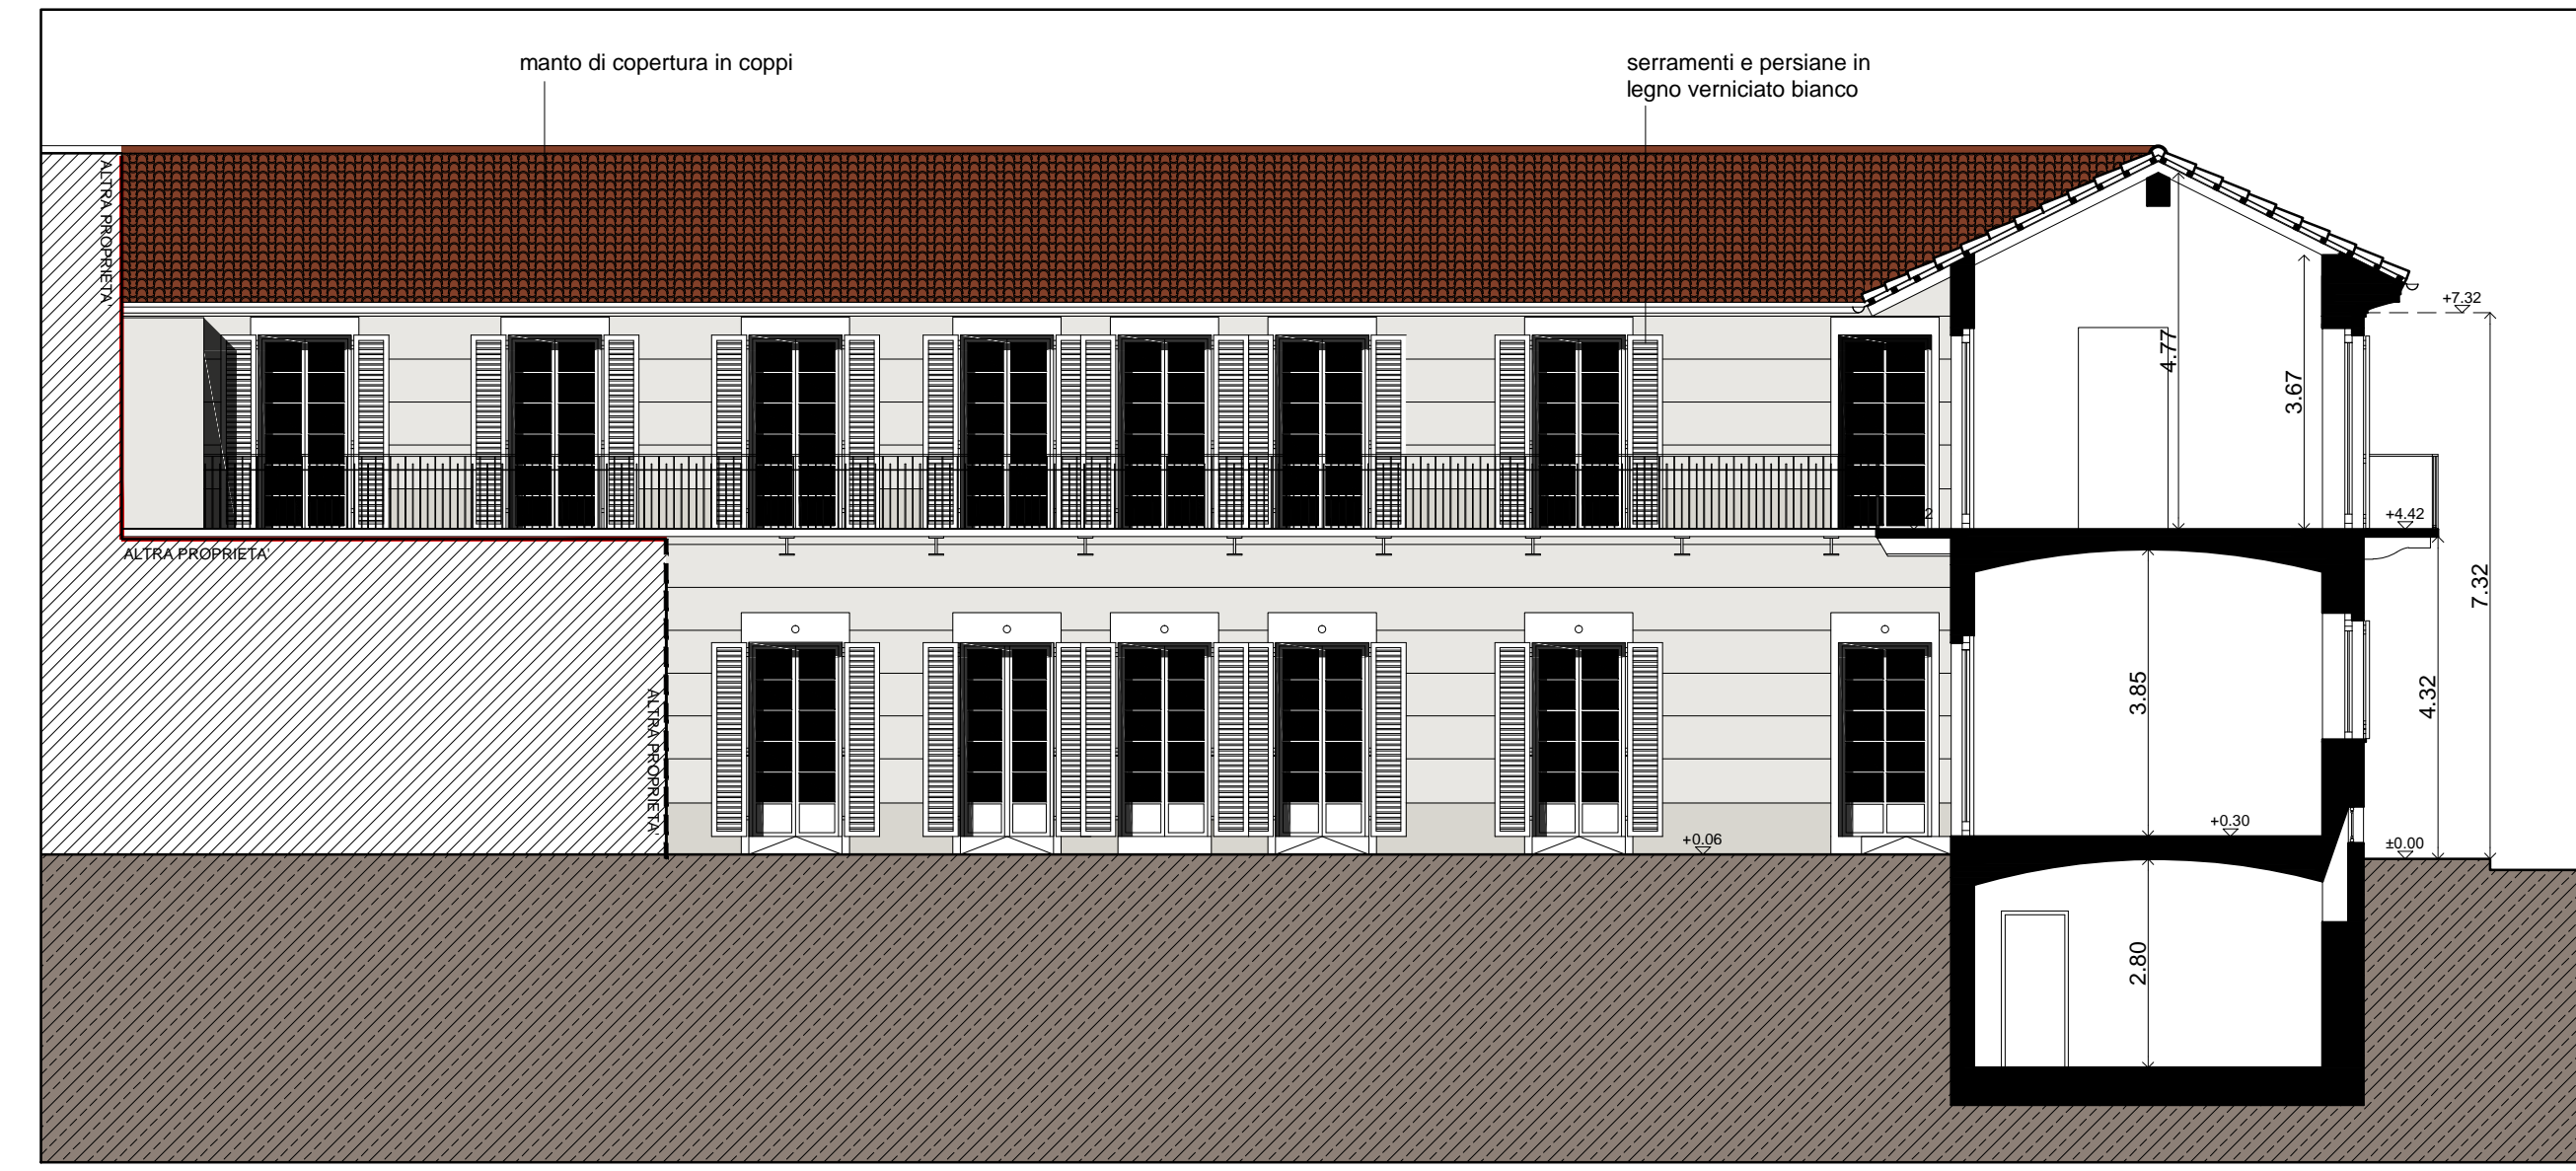 manto di copertura in coppi
serramenti e persiane in
legno verniciato bianco
ALTRA PROPRIETA'
+7.32
4.77
3.67
+4.42
ALTRA PROPRIETA'
7.32
ALTRA PROPRIETA'
3.85
4.32
+0.30
+0.06
±0.00
2.80